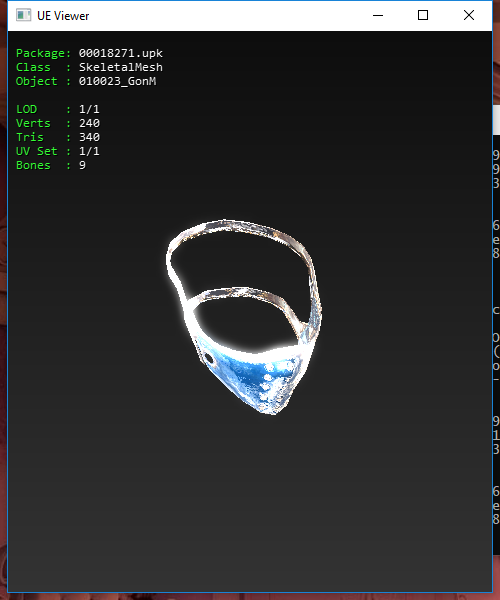 UE Viewer
Package: 00018271.upk
Class : SkeletalMesh
Object : 010023_GonM
LOD : 1/1
Verts : 240
Tris : 340
UV Set : 1/1
Bones : 9